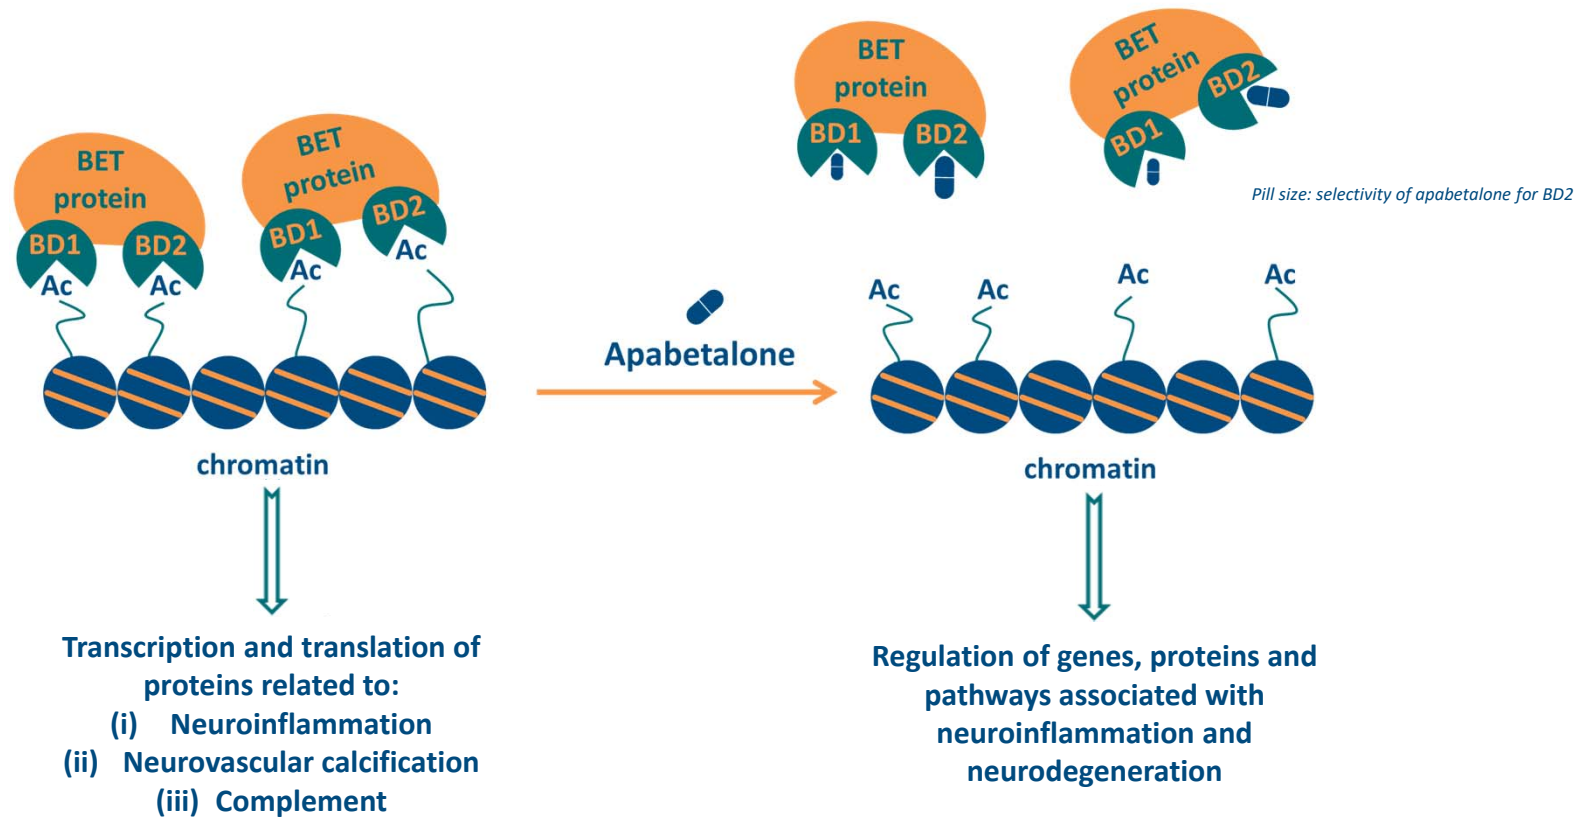 BET
protein
BD1
BD2
Ac
Ac
BET
protein
BD1
BD2
Ac
Ac
chromatin
Transcription and translation of
proteins related to:
(i) Neuroinflammation
(ii) Neurovascular calcification
(iii) Complement
Apabetalone
BET
protein
BD1
BD2
BET
protein
BD1
BD2
Pill size: selectivity of apabetalone for BD2
Ac
Ac
Ac
Ac
chromatin
Regulation of genes, proteins and
pathways associated with
neuroinflammation and
neurodegeneration